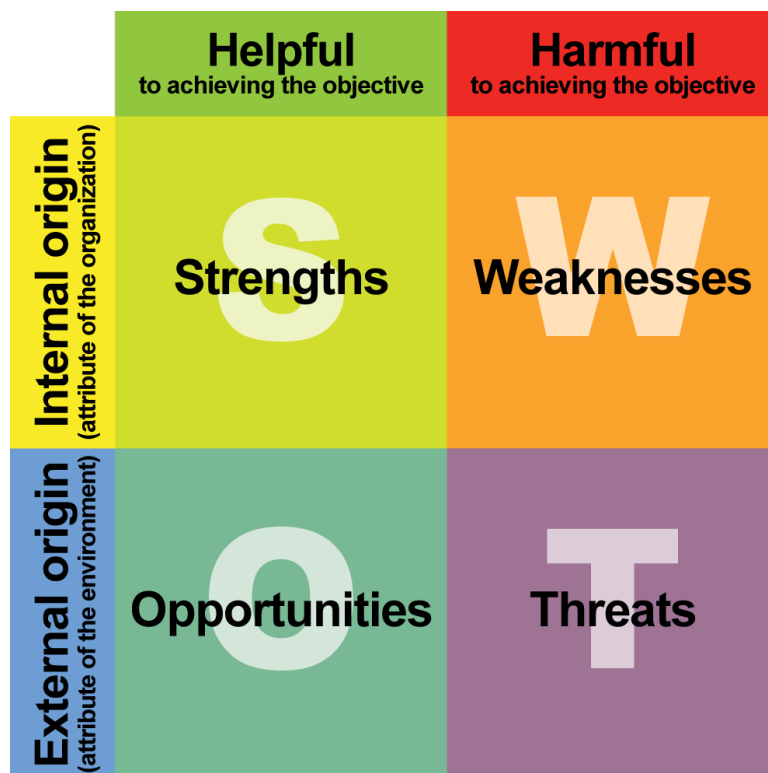 Helpful
to achieving the objective
Harmful
to achieving the objective
Internal origin
(attribute of the organization)
S
Strengths
W
Weaknesses
External origin
(attribute of the environment)
O
Opportunities
T
Threats